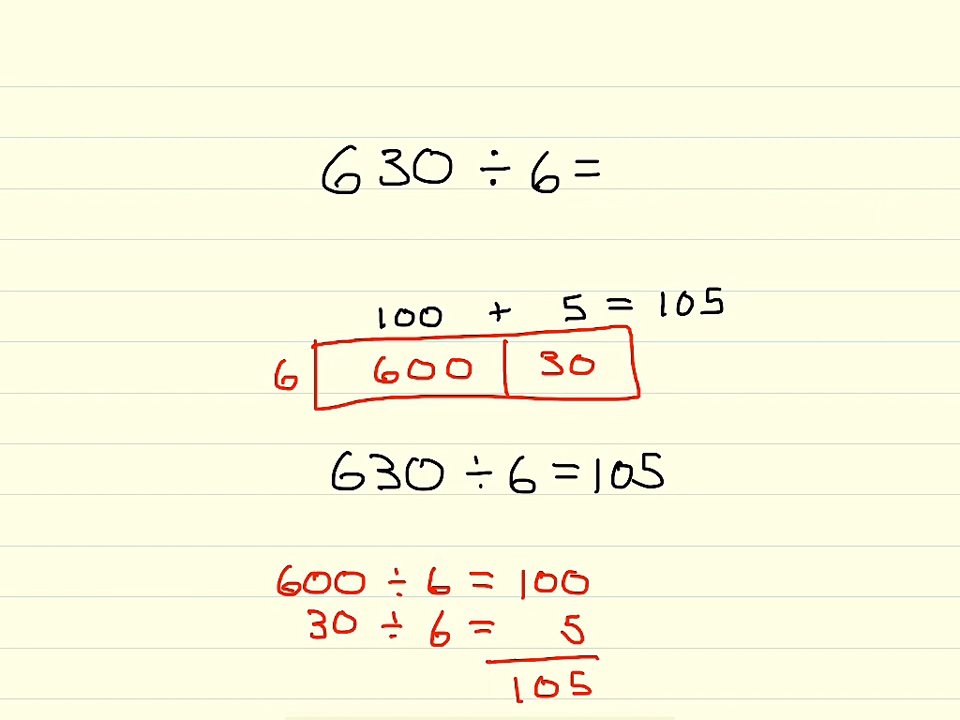 630 ÷ 6 =
100 + 5 = 105
6 600 30
630 ÷ 6 = 105
600 ÷ 6 = 100
30 ÷ 6 = 5
105